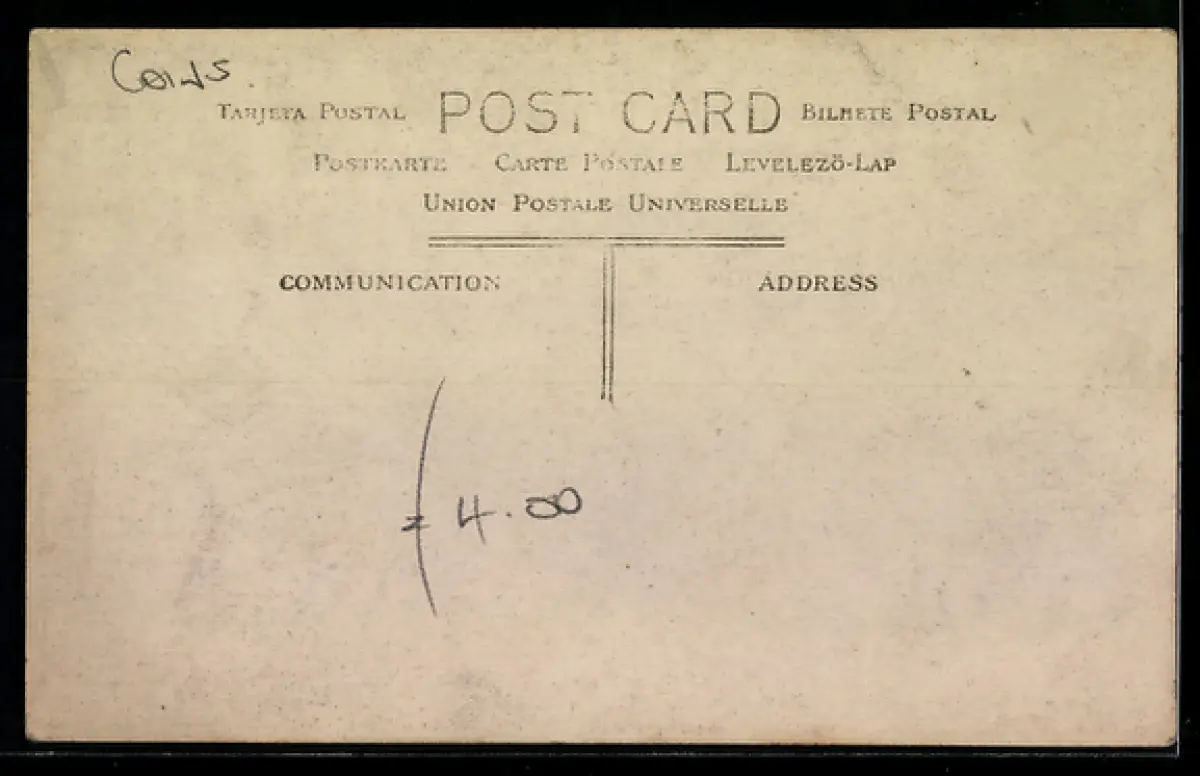 Coins.
TARJETA POSTAL POST CARD BILHETE POSTAL
POSTKARTE CARTE POSTALE LEVELEZÖ-LAP
UNION POSTALE UNIVERSELLE
COMMUNICATION ADDRESS
= 4.00